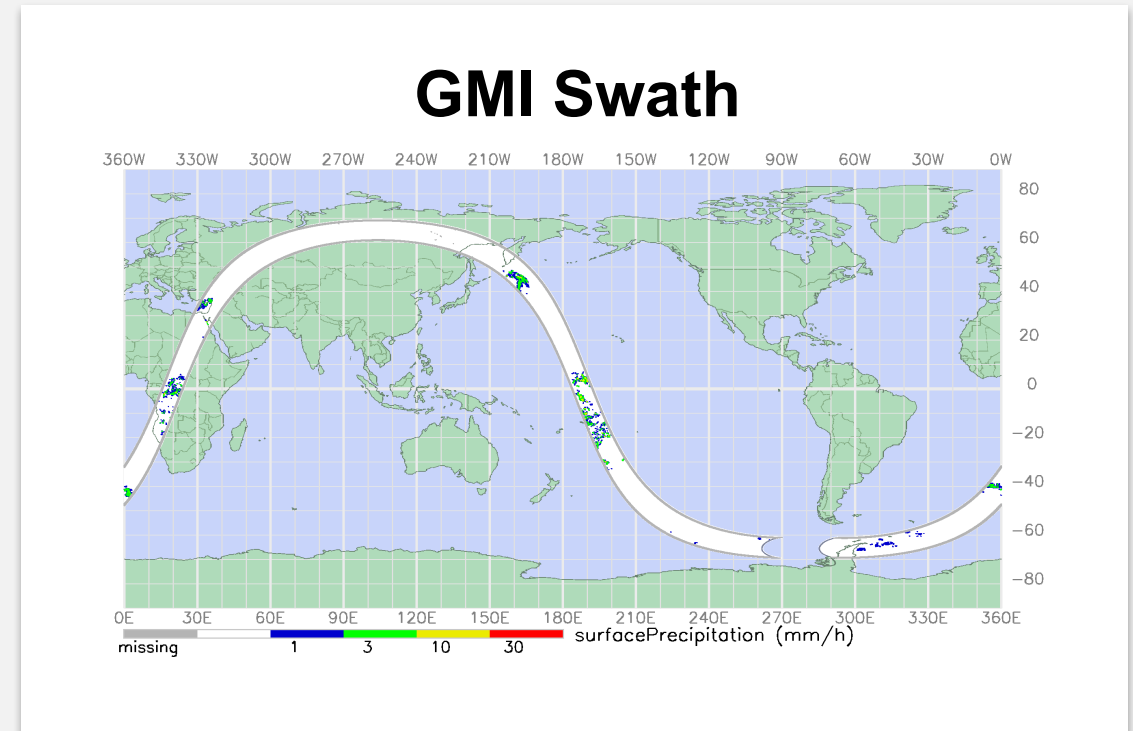 GMI Swath
360W 330W 300W 270W 240W 210W 180W 150W 120W 90W 60W 30W 0W
80
60
40
20
0
−20
−40
−60
−80
0E 30E 60E 90E 120E 150E 180E 210E 240E 270E 300E 330E 360E
surfacePrecipitation (mm/h)
missing 1 3 10 30